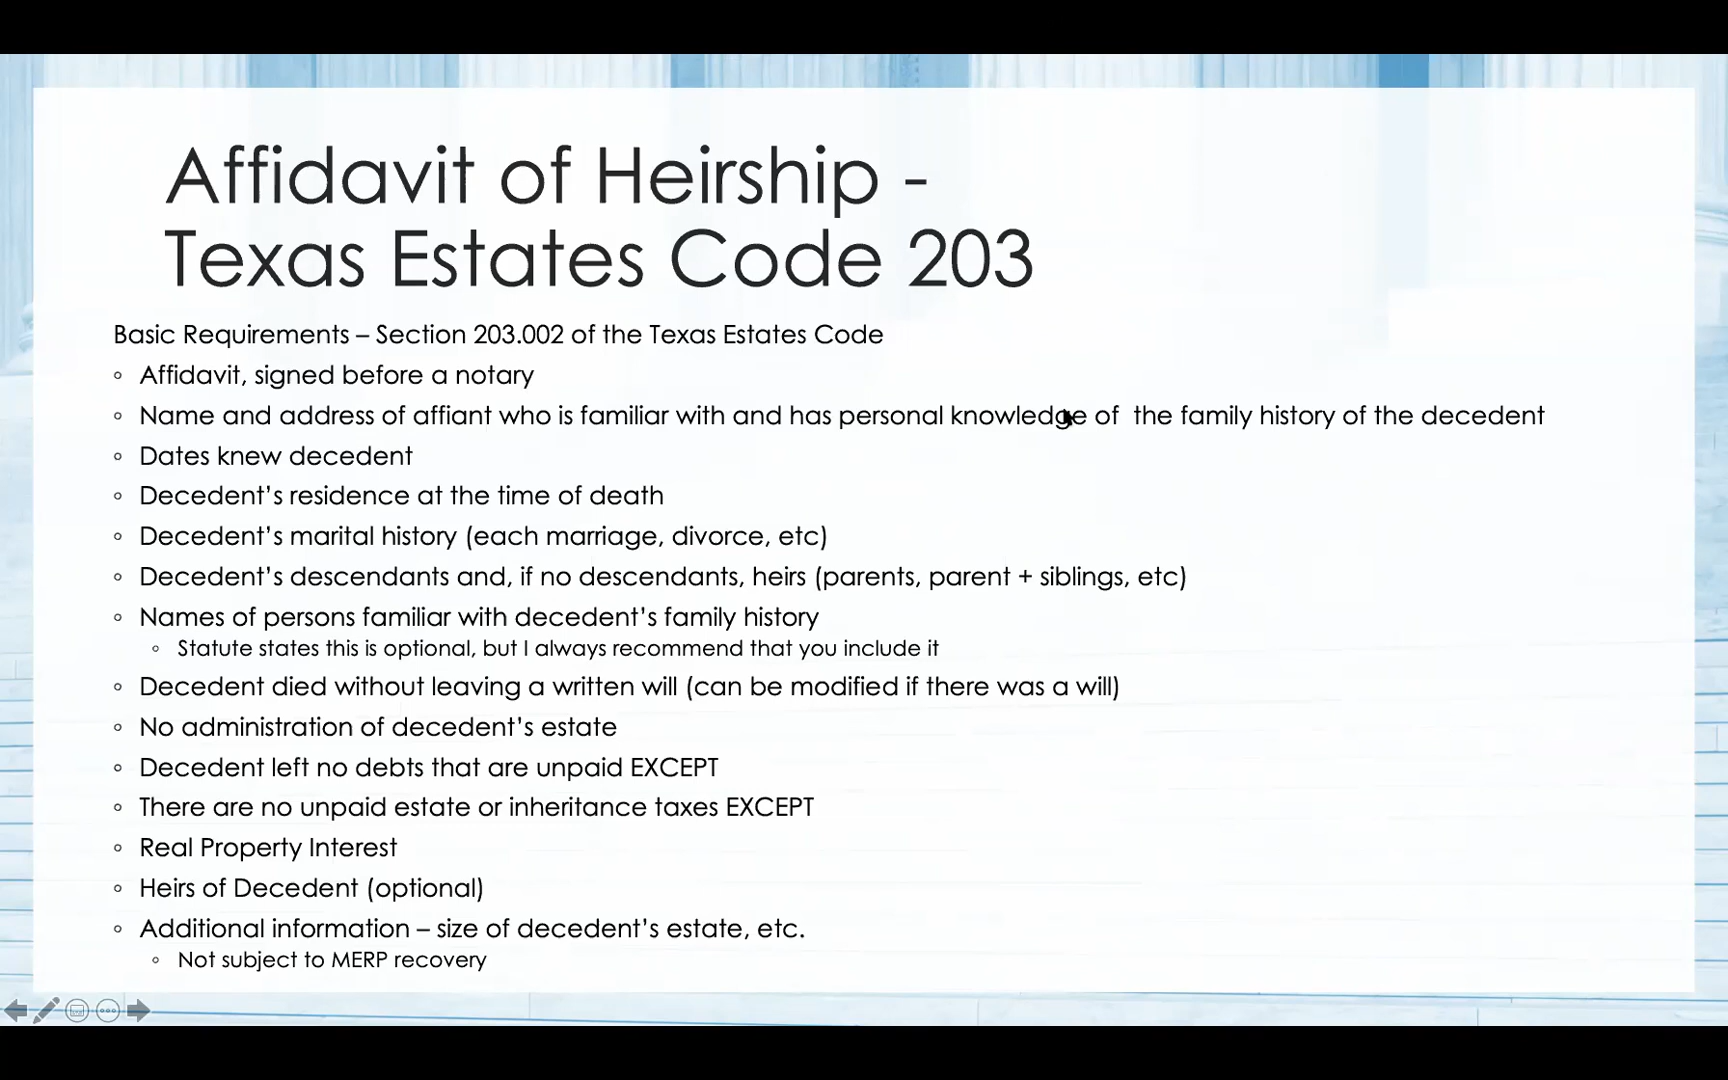 Affidavit of Heirship -
Texas Estates Code 203
Basic Requirements – Section 203.002 of the Texas Estates Code
◦ Affidavit, signed before a notary
◦ Name and address of affiant who is familiar with and has personal knowledge of  the family history of the decedent
◦ Dates knew decedent
◦ Decedent’s residence at the time of death
◦ Decedent’s marital history (each marriage, divorce, etc)
◦ Decedent’s descendants and, if no descendants, heirs (parents, parent + siblings, etc)
◦ Names of persons familiar with decedent’s family history
◦ Statute states this is optional, but I always recommend that you include it
◦ Decedent died without leaving a written will (can be modified if there was a will)
◦ No administration of decedent’s estate
◦ Decedent left no debts that are unpaid EXCEPT
◦ There are no unpaid estate or inheritance taxes EXCEPT
◦ Real Property Interest
◦ Heirs of Decedent (optional)
◦ Additional information – size of decedent’s estate, etc.
◦ Not subject to MERP recovery